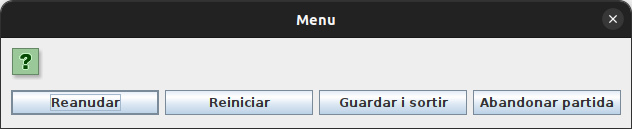 Menu
?
Reanudar
Reiniciar
Guardar i sortir
Abandonar partida